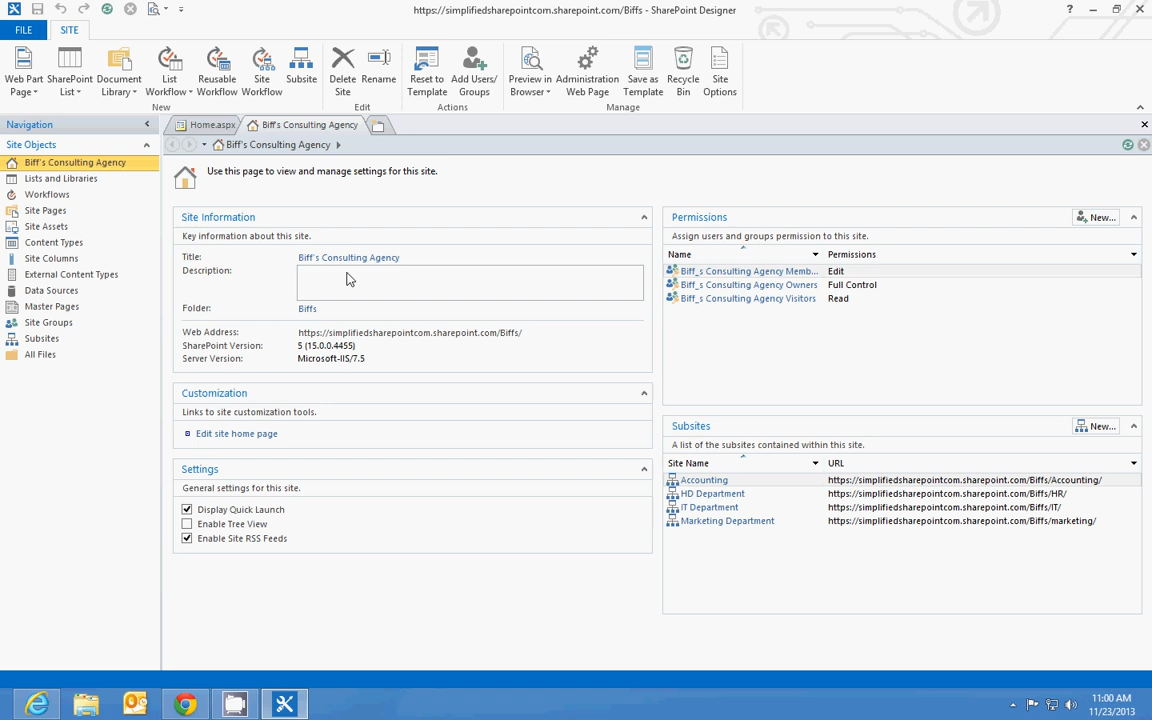 https://simplifiedsharepointcom.sharepoint.com/Biffs - SharePoint Designer
FILE SITE
Web Part Page
SharePoint List
Document Library
List Workflow
Reusable Workflow
Site Workflow
Subsite
Delete Site
Rename
Reset to Template
Add Users/ Groups
Preview in Browser
Administration Web Page
Save as Template
Recycle Bin
Site Options
New Edit Actions Manage
Navigation
Home.aspx
Biff's Consulting Agency
Site Objects
Biff's Consulting Agency
Biff's Consulting Agency
Lists and Libraries
Workflows
Site Pages
Site Assets
Content Types
Site Columns
External Content Types
Data Sources
Master Pages
Site Groups
Subsites
All Files
Use this page to view and manage settings for this site.
Site Information
Key information about this site.
Title: Biff's Consulting Agency
Description:
Folder: Biffs
Web Address: https://simplifiedsharepointcom.sharepoint.com/Biffs/
SharePoint Version: 5 (15.0.0.4455)
Server Version: Microsoft-IIS/7.5
Customization
Links to site customization tools.
Edit site home page
Settings
General settings for this site.
Display Quick Launch
Enable Tree View
Enable Site RSS Feeds
Permissions New...
Assign users and groups permission to this site.
Name Permissions
Biff_s Consulting Agency Memb... Edit
Biff_s Consulting Agency Owners Full Control
Biff_s Consulting Agency Visitors Read
Subsites New...
A list of the subsites contained within this site.
Site Name URL
Accounting https://simplifiedsharepointcom.sharepoint.com/Biffs/Accounting/
HD Department https://simplifiedsharepointcom.sharepoint.com/Biffs/HR/
IT Department https://simplifiedsharepointcom.sharepoint.com/Biffs/IT/
Marketing Department https://simplifiedsharepointcom.sharepoint.com/Biffs/marketing/
11:00 AM
11/23/2013